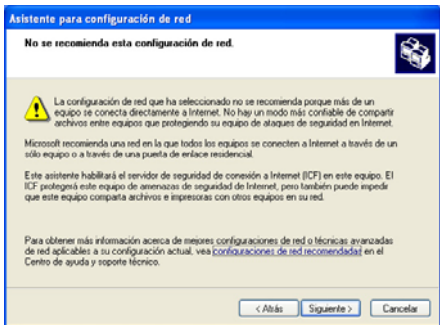 Asistente para configuración de red
No se recomienda esta configuración de red.
La configuración de red que ha seleccionado no se recomienda porque más de un
equipo se conecta directamente a Internet. No hay un modo más confiable de compartir
archivos entre equipos que protegiendo su equipo de ataques de seguridad en Internet.
Microsoft recomienda una red en la que todos los equipos se conecten a Internet a través de un
sólo equipo o a través de una puerta de enlace residencial.
Este asistente habilitará el servidor de seguridad de conexión a Internet (ICF) en este equipo. El
ICF protegerá este equipo de amenazas de seguridad de Internet, pero también puede impedir
que este equipo comparta archivos e impresoras con otros equipos en su red.
Para obtener más información acerca de mejores configuraciones de red o técnicas avanzadas
de red aplicables a su configuración actual, vea configuraciones de red recomendadas en el
Centro de ayuda y soporte técnico.
< Atrás Siguiente > Cancelar